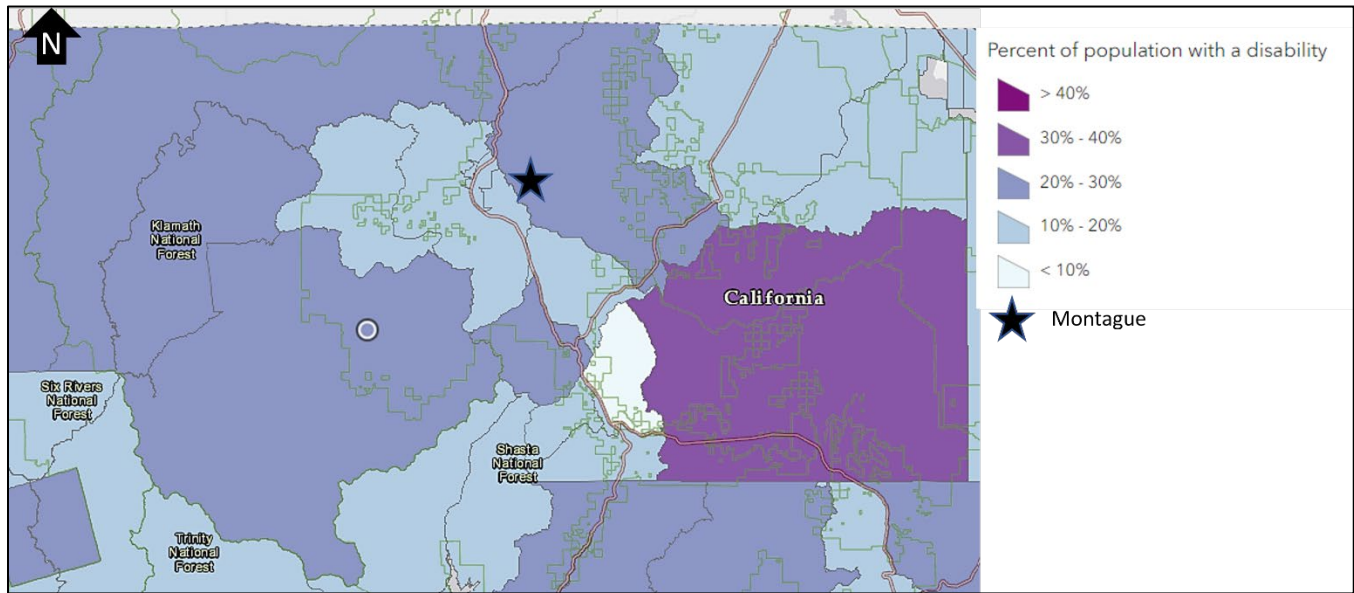 N
Percent of population with a disability
> 40%
30% - 40%
20% - 30%
10% - 20%
< 10%
Montague
Klamath
National
Forest
California
Six Rivers
National
Forest
Shasta
National
Forest
Trinity
National
Forest